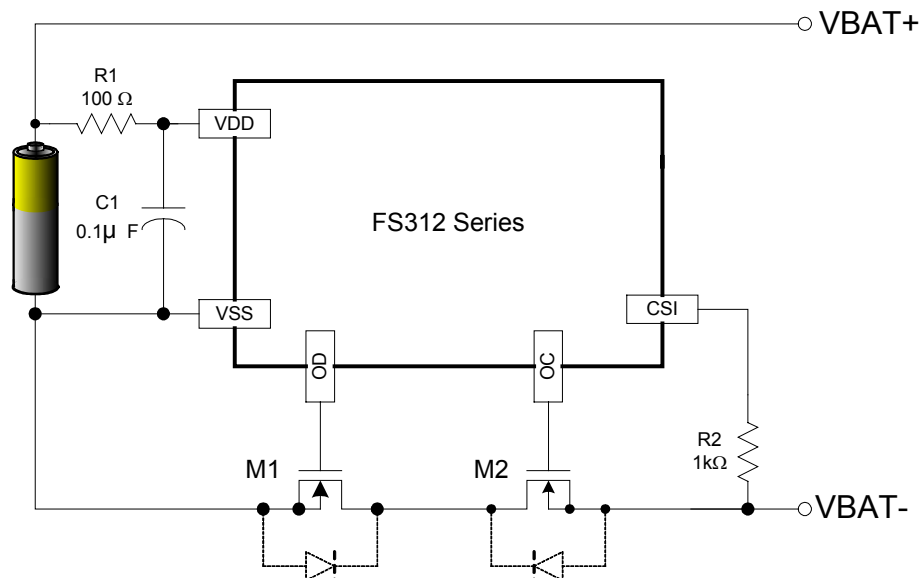 VBAT+
R1
100 Ω
VDD
C1
0.1µ F
FS312 Series
VSS
CSI
OD
OC
R2
1kΩ
M1
M2
VBAT-